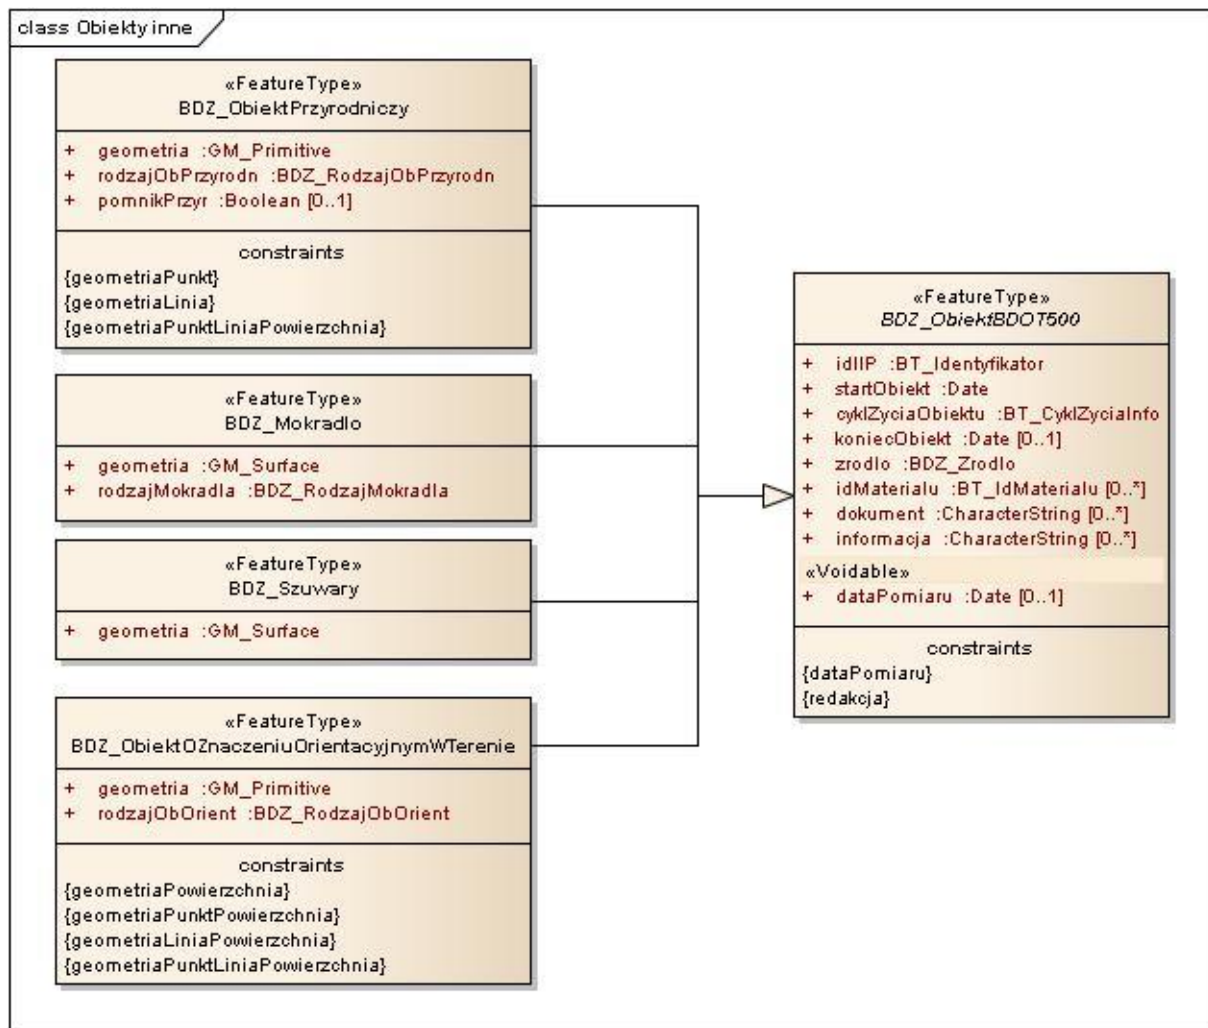 class Obiekty inne
«FeatureType»
BDZ_ObiektPrzyrodniczy
+ geometria :GM_Primitive
+ rodzajObPrzyrodn :BDZ_RodzajObPrzyrodn
+ pomnikPrzyr :Boolean [0..1]
constraints
{geometriaPunkt}
{geometriaLinia}
{geometriaPunktLiniaPowierzchnia}
«FeatureType»
BDZ_Mokradlo
+ geometria :GM_Surface
+ rodzajMokradla :BDZ_RodzajMokradla
«FeatureType»
BDZ_Szuwary
+ geometria :GM_Surface
«FeatureType»
BDZ_ObiektOZnaczeniuOrientacyjnymWTerenie
+ geometria :GM_Primitive
+ rodzajObOrient :BDZ_RodzajObOrient
constraints
{geometriaPowierzchnia}
{geometriaPunktPowierzchnia}
{geometriaLiniaPowierzchnia}
{geometriaPunktLiniaPowierzchnia}
«FeatureType»
BDZ_ObiektBDOT500
+ idIIP :BT_Identyfikator
+ startObiekt :Date
+ cyklZyciaObiektu :BT_CyklZyciaInfo
+ koniecObiekt :Date [0..1]
+ zrodlo :BDZ_Zrodlo
+ idMaterialu :BT_IdMaterialu [0..*]
+ dokument :CharacterString [0..*]
+ informacja :CharacterString [0..*]
«Voidable»
+ dataPomiaru :Date [0..1]
constraints
{dataPomiaru}
{redakcja}